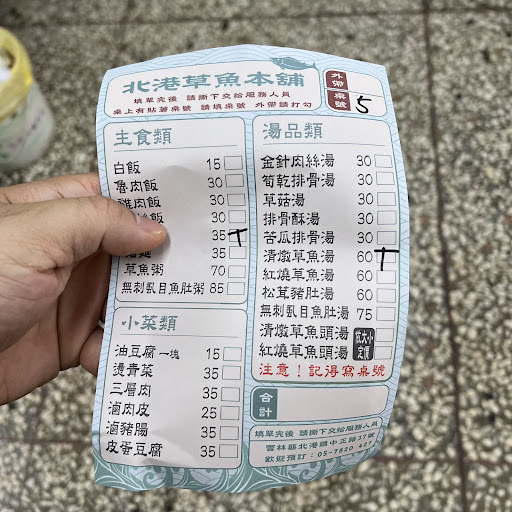 北港草魚本舖
填單完後 請撕下交給服務人員
桌上有貼著桌號 請填桌號 外帶請打勾
外帶
桌號 5
主食類
白飯 15
魯肉飯 30
雞肉飯 30
飯 30
35 T
35
草魚粥 70
無刺虱目魚肚粥 85
小菜類
油豆腐 一塊 15
燙青菜 35
三層肉 35
滷肉皮 25
滷豬腸 35
皮蛋豆腐 35
湯品類
金針肉絲湯 30
筍乾排骨湯 30
草菇湯 30
排骨酥湯 30
苦瓜排骨湯 30
清燉草魚湯 60 T
紅燒草魚湯 60
松茸豬肚湯 60
無刺虱目魚肚湯 75
清燉草魚頭湯
紅燒草魚頭湯
依大小定價
注意！記得寫桌號
合計
填單完後 請撕下交給服務人員
雲林縣北港鎮中正路37號
歡迎預訂：05-7820